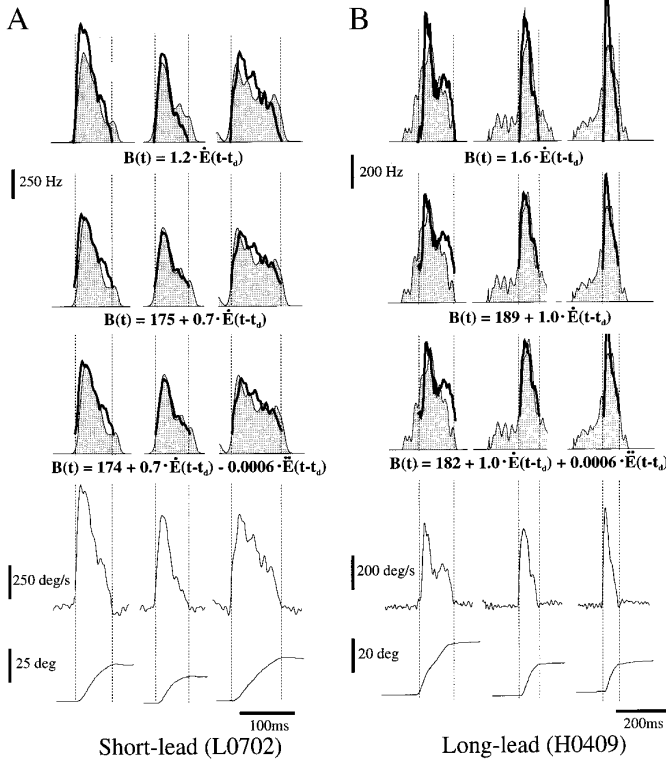 A
B
B(t) = 1.2·Ė(t-t_d)
B(t) = 1.6·Ė(t-t_d)
250 Hz
200 Hz
B(t) = 175 + 0.7·Ė(t-t_d)
B(t) = 189 + 1.0·Ė(t-t_d)
B(t) = 174 + 0.7·Ė(t-t_d) - 0.0006·Ë(t-t_d)
B(t) = 182 + 1.0·Ė(t-t_d) + 0.0006·Ë(t-t_d)
250 deg/s
200 deg/s
25 deg
20 deg
100ms
200ms
Short-lead (L0702)
Long-lead (H0409)